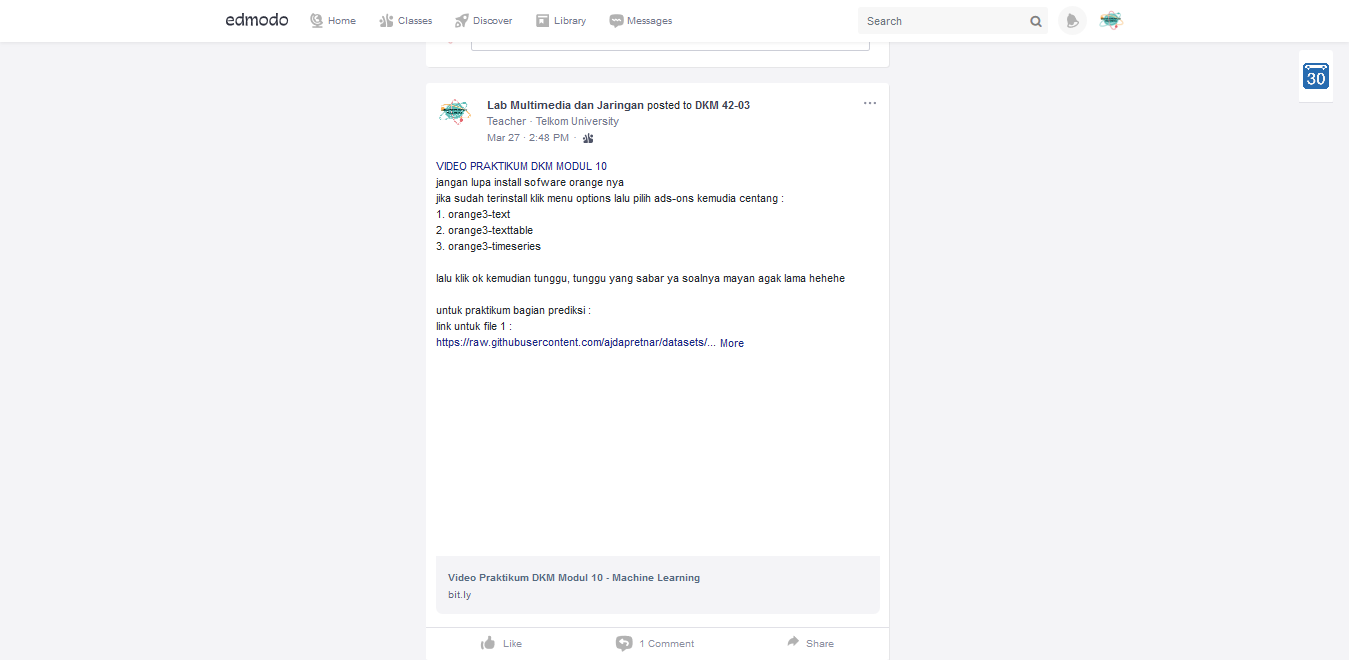 edmodo Home Classes Discover Library Messages Search
30
Lab Multimedia dan Jaringan posted to DKM 42-03
Teacher · Telkom University
Mar 27 · 2:48 PM ·
VIDEO PRAKTIKUM DKM MODUL 10
jangan lupa install sofware orange nya
jika sudah terinstall klik menu options lalu pilih ads-ons kemudia centang :
1. orange3-text
2. orange3-texttable
3. orange3-timeseries
lalu klik ok kemudian tunggu, tunggu yang sabar ya soalnya mayan agak lama hehehe
untuk praktikum bagian prediksi :
link untuk file 1 :
https://raw.githubusercontent.com/ajdapretnar/datasets/... More
Video Praktikum DKM Modul 10 - Machine Learning
bit.ly
Like 1 Comment Share